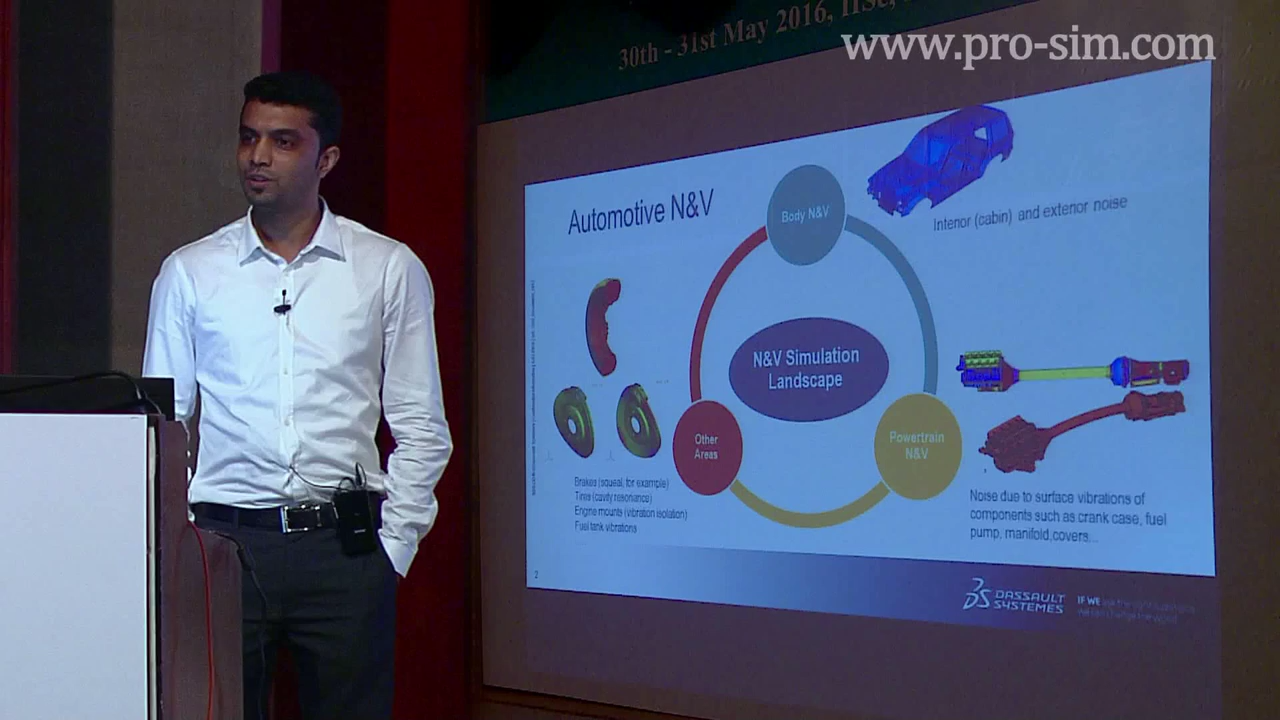 30th - 31st May 2016, IISc,
www.pro-sim.com
Automotive N&V
Body N&V
Interior (cabin) and exterior noise
N&V Simulation
Landscape
Other
Areas
Powertrain
N&V
Brakes (squeal, for example)
Tires (cavity resonance)
Engine mounts (vibration isolation)
Fuel tank vibrations
Noise due to surface vibrations of
components such as crank case, fuel
pump, manifold,covers...
2
DASSAULT
SYSTEMES
IF WE